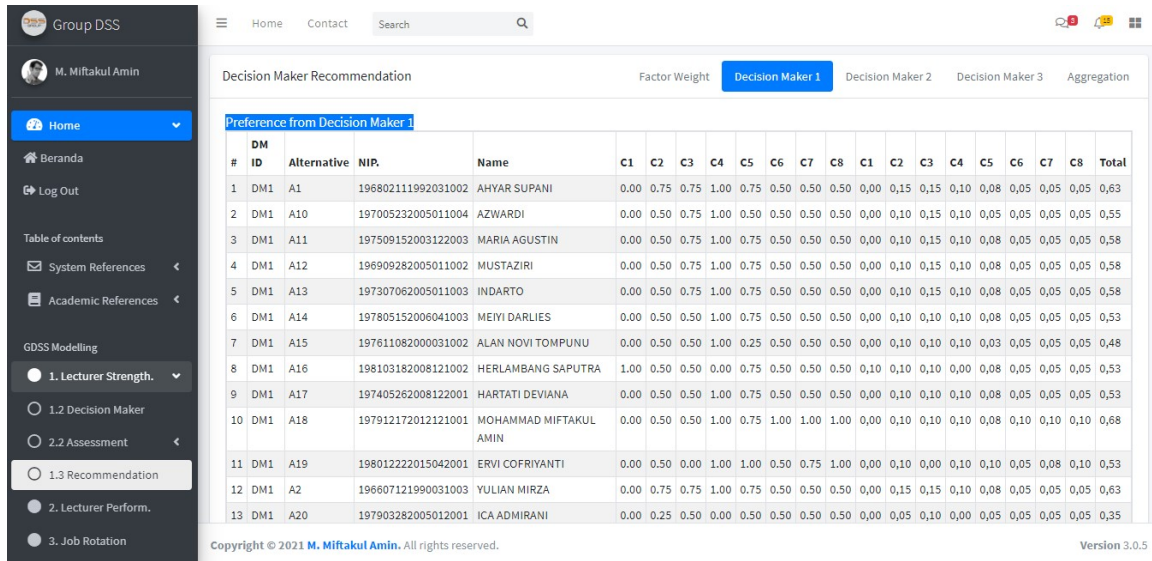 Group DSS
Home Contact Search
5 15
M. Miftakul Amin
Home
Beranda
Log Out
Table of contents
System References
Academic References
GDSS Modelling
1. Lecturer Strength.
1.2 Decision Maker
2.2 Assessment
1.3 Recommendation
2. Lecturer Perform.
3. Job Rotation
Decision Maker Recommendation Factor Weight Decision Maker 1 Decision Maker 2 Decision Maker 3 Aggregation
Preference from Decision Maker 1
# DM ID Alternative NIP. Name C1 C2 C3 C4 C5 C6 C7 C8 C1 C2 C3 C4 C5 C6 C7 C8 Total
1 DM1 A1 196802111992031002 AHYAR SUPANI 0.00 0.75 0.75 1.00 0.75 0.50 0.50 0.50 0,00 0,15 0,15 0,10 0,08 0,05 0,05 0,05 0,63
2 DM1 A10 197005232005011004 AZWARDI 0.00 0.50 0.75 1.00 0.50 0.50 0.50 0.50 0,00 0,10 0,15 0,10 0,05 0,05 0,05 0,05 0,55
3 DM1 A11 197509152003122003 MARIA AGUSTIN 0.00 0.50 0.75 1.00 0.75 0.50 0.50 0.50 0,00 0,10 0,15 0,10 0,08 0,05 0,05 0,05 0,58
4 DM1 A12 196909282005011002 MUSTAZIRI 0.00 0.50 0.75 1.00 0.75 0.50 0.50 0.50 0,00 0,10 0,15 0,10 0,08 0,05 0,05 0,05 0,58
5 DM1 A13 197307062005011003 INDARTO 0.00 0.50 0.75 1.00 0.75 0.50 0.50 0.50 0,00 0,10 0,15 0,10 0,08 0,05 0,05 0,05 0,58
6 DM1 A14 197805152006041003 MEIYI DARLIES 0.00 0.50 0.50 1.00 0.75 0.50 0.50 0.50 0,00 0,10 0,10 0,10 0,08 0,05 0,05 0,05 0,53
7 DM1 A15 197611082000031002 ALAN NOVI TOMPUNU 0.00 0.50 0.50 1.00 0.25 0.50 0.50 0.50 0,00 0,10 0,10 0,10 0,03 0,05 0,05 0,05 0,48
8 DM1 A16 198103182008121002 HERLAMBANG SAPUTRA 1.00 0.50 0.50 0.00 0.75 0.50 0.50 0.50 0,10 0,10 0,10 0,00 0,08 0,05 0,05 0,05 0,53
9 DM1 A17 197405262008122001 HARTATI DEVIANA 0.00 0.50 0.50 1.00 0.75 0.50 0.50 0.50 0,00 0,10 0,10 0,10 0,08 0,05 0,05 0,05 0,53
10 DM1 A18 197912172012121001 MOHAMMAD MIFTAKUL AMIN 0.00 0.50 0.50 1.00 0.75 1.00 1.00 1.00 0,00 0,10 0,10 0,10 0,08 0,10 0,10 0,10 0,68
11 DM1 A19 198012222015042001 ERVI COFRIYANTI 0.00 0.50 0.00 1.00 1.00 0.50 0.75 1.00 0,00 0,10 0,00 0,10 0,10 0,05 0,08 0,10 0,53
12 DM1 A2 196607121990031003 YULIAN MIRZA 0.00 0.75 0.75 1.00 0.75 0.50 0.50 0.50 0,00 0,15 0,15 0,10 0,08 0,05 0,05 0,05 0,63
13 DM1 A20 197903282005012001 ICA ADMIRANI 0.00 0.25 0.50 0.00 0.50 0.50 0.50 0.50 0,00 0,05 0,10 0,00 0,05 0,05 0,05 0,05 0,35
Copyright © 2021 M. Miftakul Amin. All rights reserved. Version 3.0.5